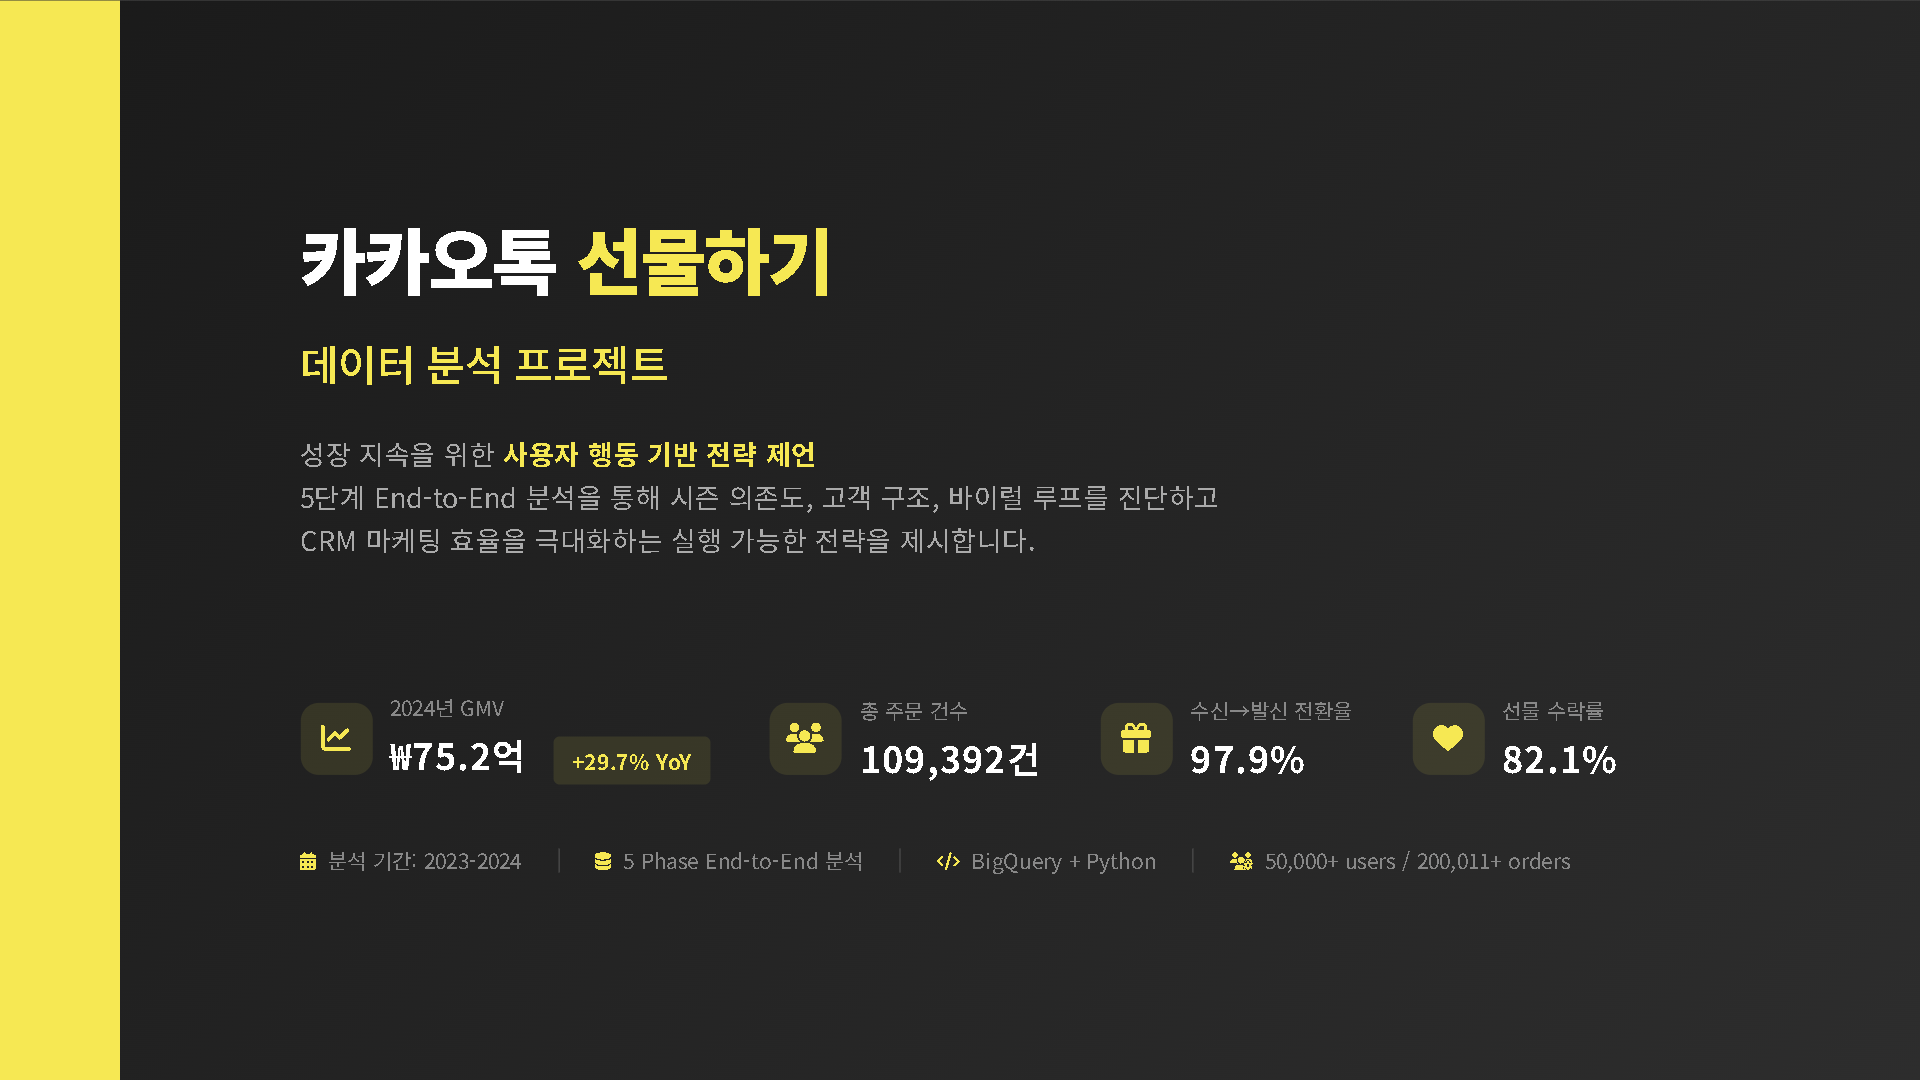 카카오톡 선물하기
데이터 분석 프로젝트
성장 지속을 위한 사용자 행동 기반 전략 제언
5단계 End-to-End 분석을 통해 시즌 의존도, 고객 구조, 바이럴 루프를 진단하고
CRM 마케팅 효율을 극대화하는 실행 가능한 전략을 제시합니다.
2024년 GMV
₩75.2억
+29.7% YoY
총 주문 건수
109,392건
수신→발신 전환율
97.9%
선물 수락률
82.1%
분석 기간: 2023-2024
5 Phase End-to-End 분석
BigQuery + Python
50,000+ users / 200,011+ orders